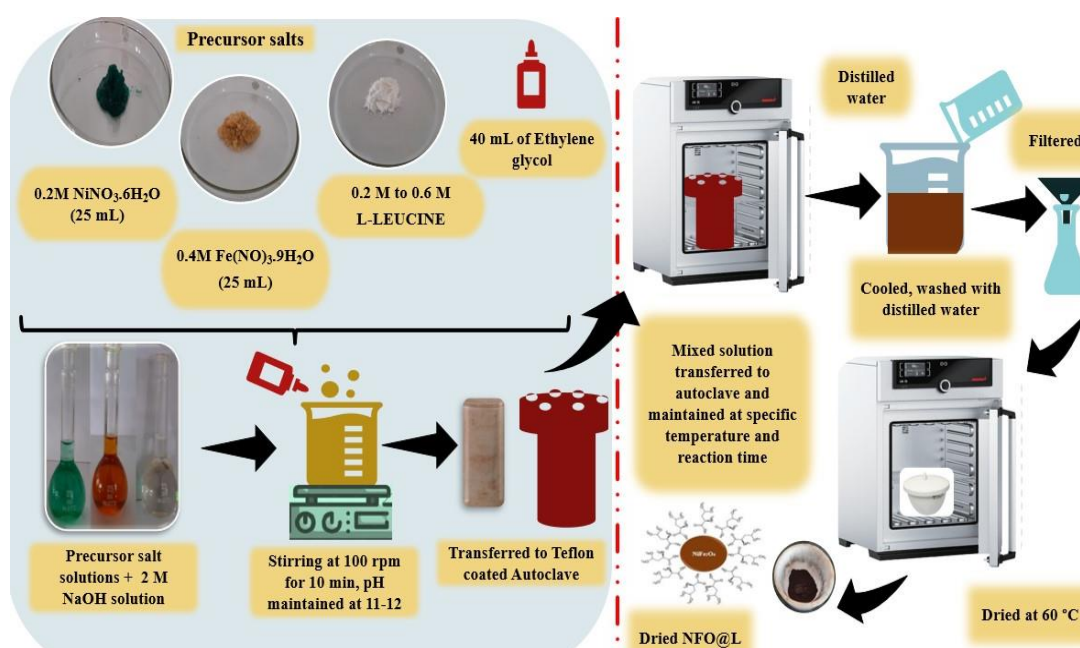 Precursor salts
0.2M NiNO₃.6H₂O
(25 mL)
0.4M Fe(NO)₃.9H₂O
(25 mL)
0.2 M to 0.6 M
L-LEUCINE
40 mL of Ethylene
glycol
Precursor salt
solutions + 2 M
NaOH solution
Stirring at 100 rpm
for 10 min, pH
maintained at 11-12
Transferred to Teflon
coated Autoclave
Mixed solution
transferred to
autoclave and
maintained at specific
temperature and
reaction time
Distilled
water
Cooled, washed with
distilled water
Filtered
Dried at 60 °C
NiFe₂O₄
Dried NFO@L